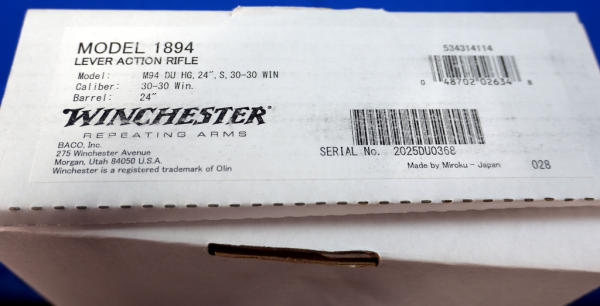 MODEL 1894
LEVER ACTION RIFLE
Model: M94 DU HG, 24", S, 30-30 WIN
Caliber: 30-30 Win.
Barrel: 24"
WINCHESTER
REPEATING ARMS
BACO, Inc.
275 Winchester Avenue
Morgan, Utah 84050 U.S.A.
Winchester is a registered trademark of Olin
534314114
0 48702 02634 8
SERIAL No. 2025DU0368
Made by Miroku - Japan
028